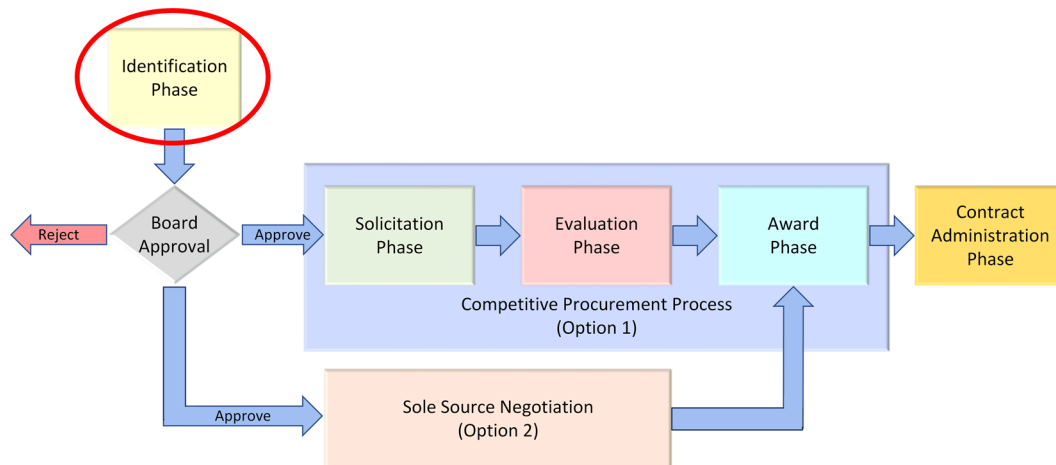 Identification
Phase
Board
Approval
Reject
Approve
Solicitation
Phase
Evaluation
Phase
Award
Phase
Contract
Administration
Phase
Competitive Procurement Process
(Option 1)
Approve
Sole Source Negotiation
(Option 2)